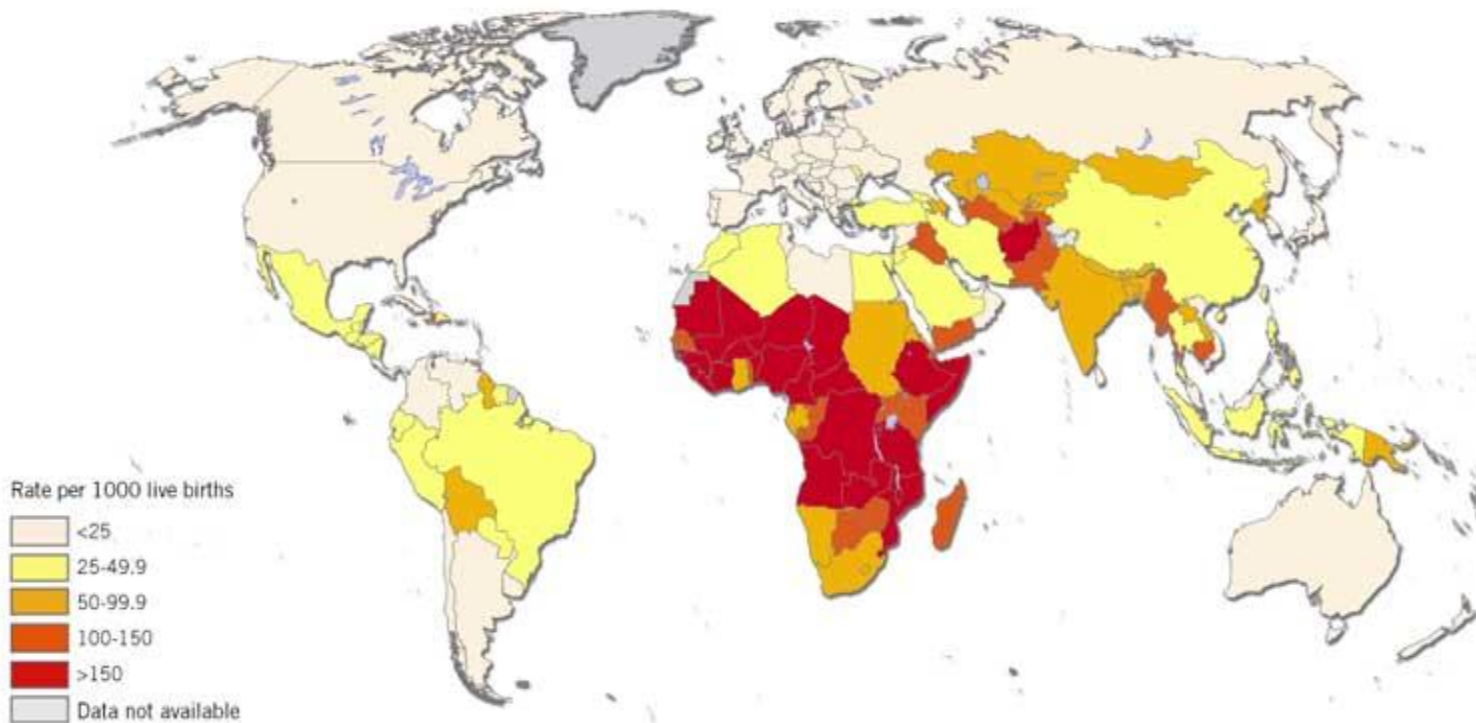 Rate per 1000 live births
<25
25-49.9
50-99.9
100-150
>150
Data not available